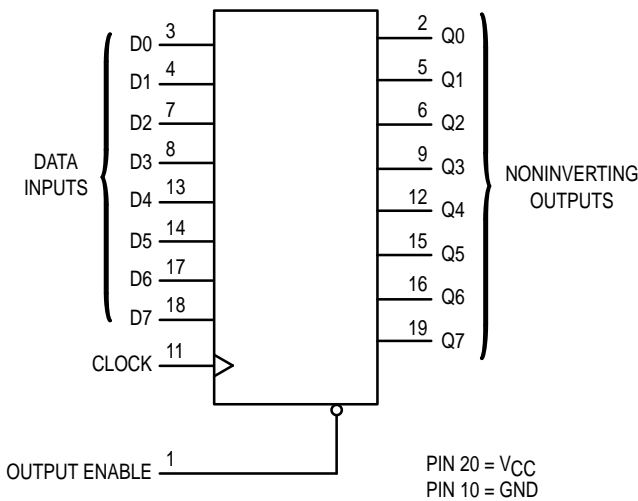 D0 3
D1 4
D2 7
D3 8
D4 13
D5 14
D6 17
D7 18
DATA
INPUTS
CLOCK 11
OUTPUT ENABLE 1
2 Q0
5 Q1
6 Q2
9 Q3
12 Q4
15 Q5
16 Q6
19 Q7
NONINVERTING
OUTPUTS
PIN 20 = VCC
PIN 10 = GND